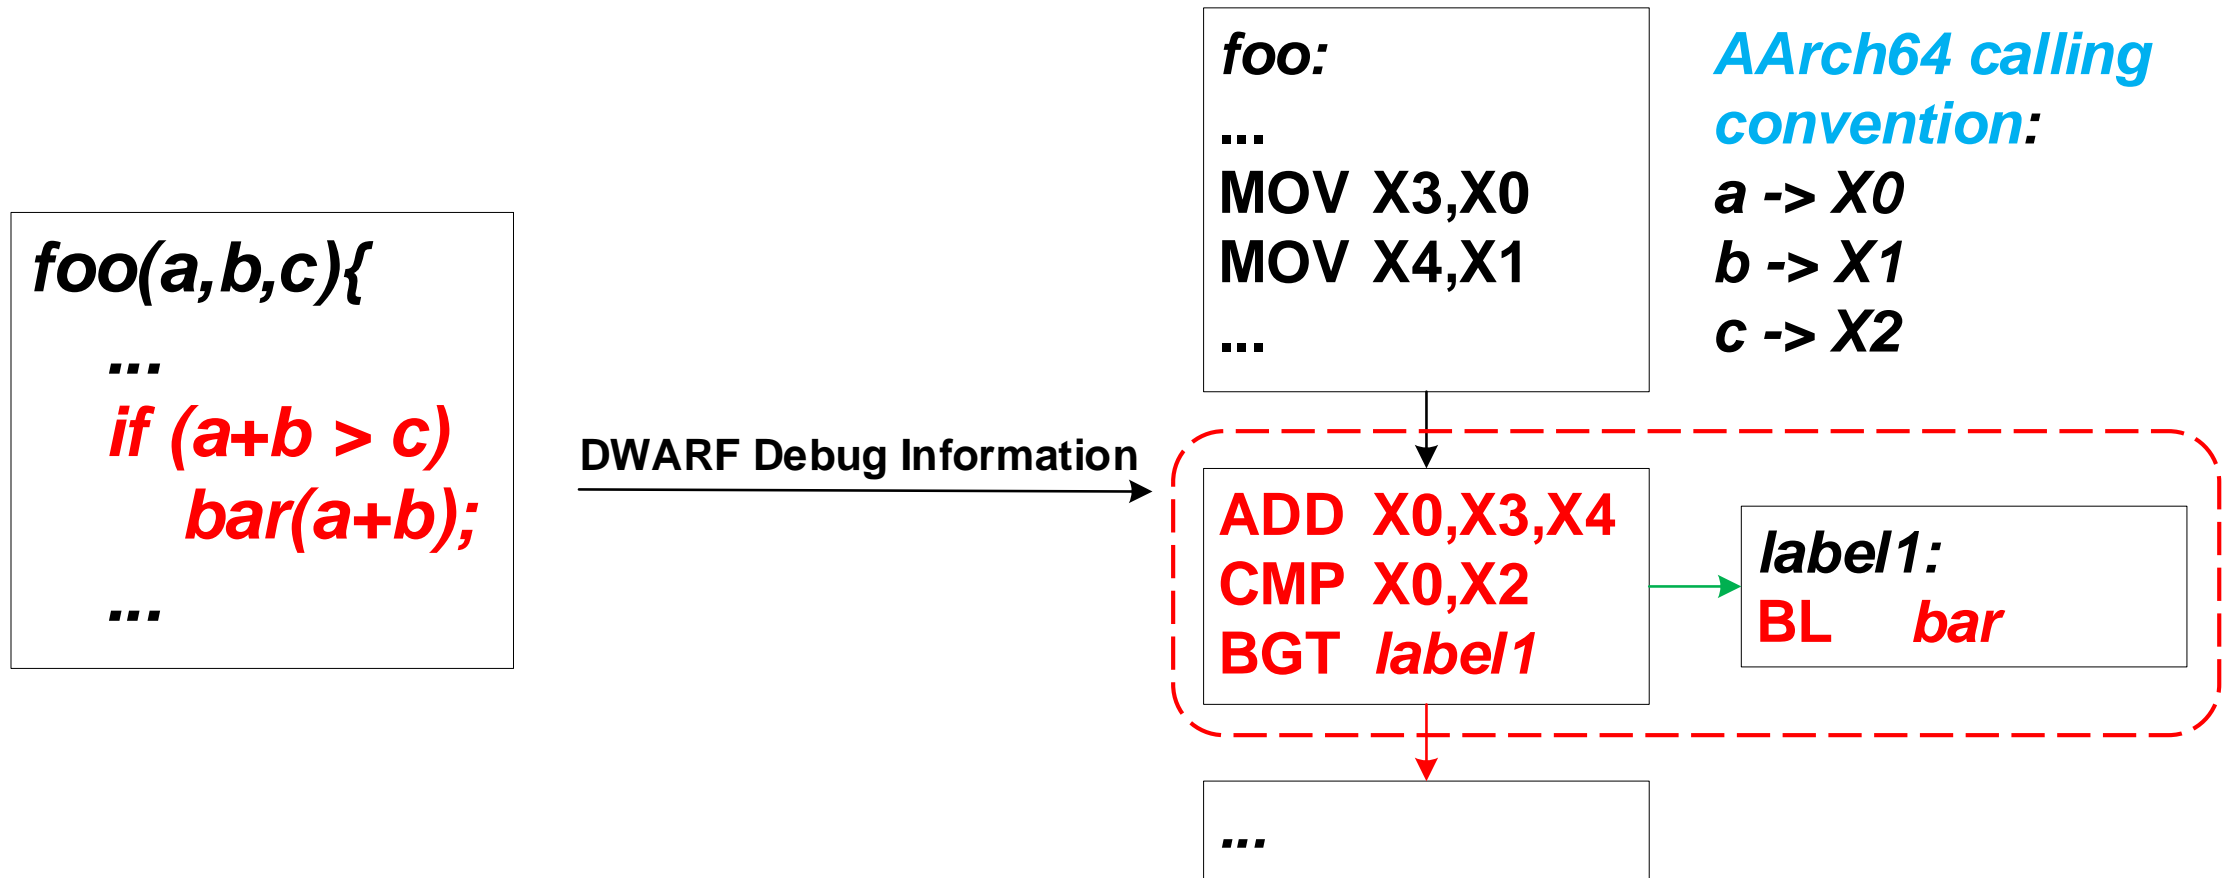 foo(a,b,c){
...
if (a+b > c)
bar(a+b);
...
DWARF Debug Information
foo:
...
MOV X3,X0
MOV X4,X1
...
AArch64 calling
convention:
a -> X0
b -> X1
c -> X2
ADD X0,X3,X4
CMP X0,X2
BGT label1
label1:
BL bar
...